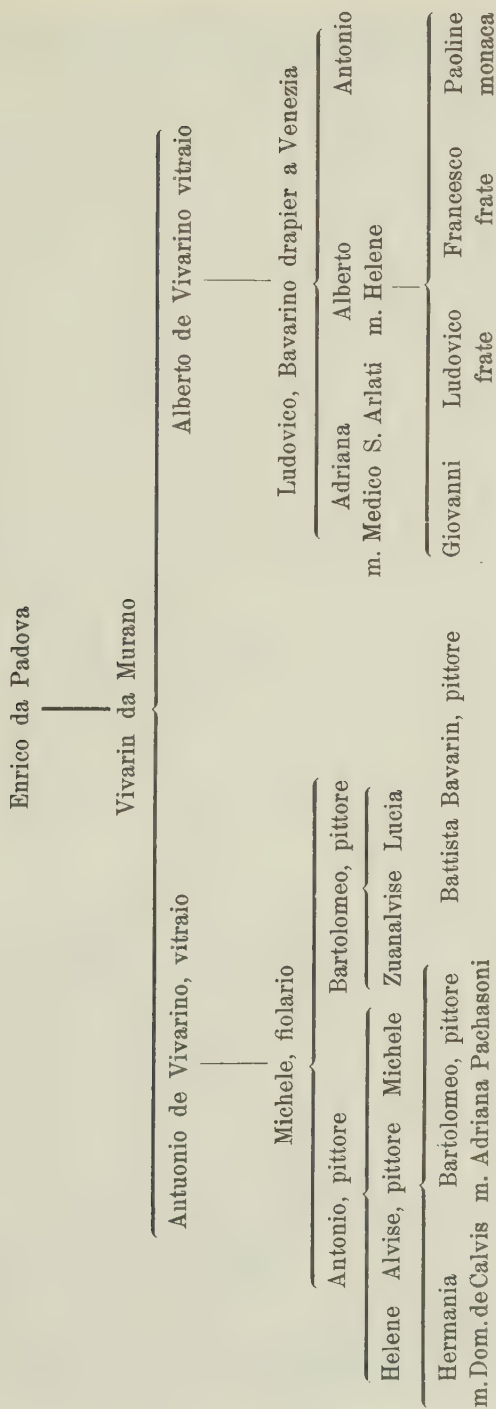 Enrico da Padova
Vivarin da Murano
Autuonio de Vivarino, vitraio Alberto de Vivarino vitraio
Michele, fiolario Ludovico, Bavarino drapier a Venezia
Antonio, pittore Bartolomeo, pittore Adriana Alberto Antonio
m. Medico S. Arlati m. Helene
Helene Alvise, pittore Michele Zuanalvise Lucia
Giovanni Ludovico Francesco Paoline
frate frate monaca
Hermania Bartolomeo, pittore Battista Bavarin, pittore
m. Dom. de Calvis m. Adriana Pachasoni